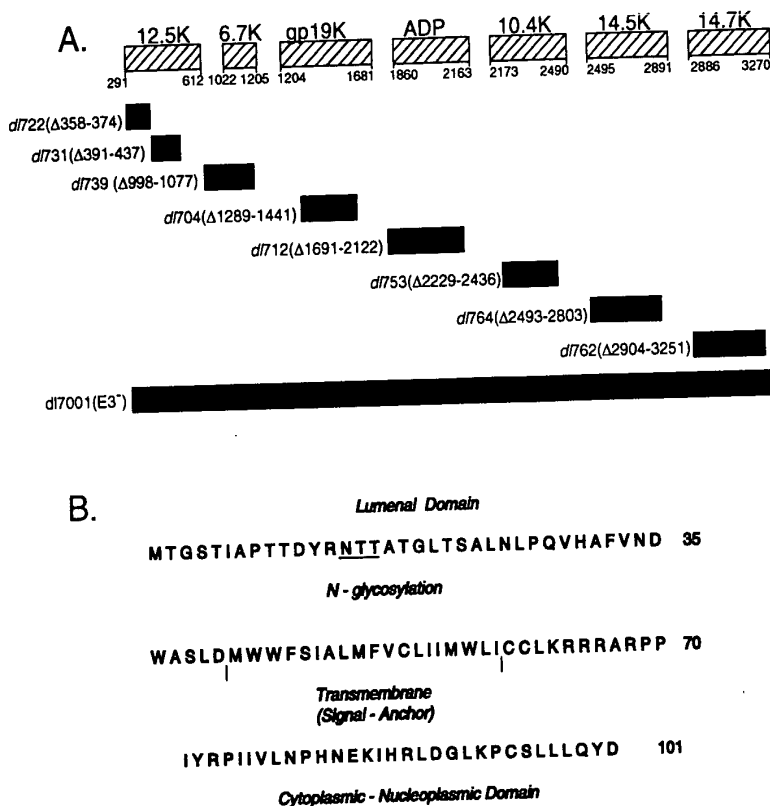 A.
12.5K 6.7K gp19K ADP 10.4K 14.5K 14.7K
291 612 1022 1205 1204 1681 1860 2163 2173 2490 2495 2891 2886 3270
dl722(Δ358-374)
dl731(Δ391-437)
dl739 (Δ998-1077)
dl704(Δ1289-1441)
dl712(Δ1691-2122)
dl753(Δ2229-2436)
dl764(Δ2493-2803)
dl762(Δ2904-3251)
dl7001(E3⁻)
B.
Lumenal Domain
MTGSTIAPTTDYRNTTATGLTSALNLPQVHAFVND 35
N - glycosylation
WASLDMWWFSIALMFVCLIIMWLICCLKRRRARPP 70
Transmembrane
(Signal - Anchor)
IYRPIIVLNPHNEKIHRLDGLKPCSLLLQYD 101
Cytoplasmic - Nucleoplasmic Domain